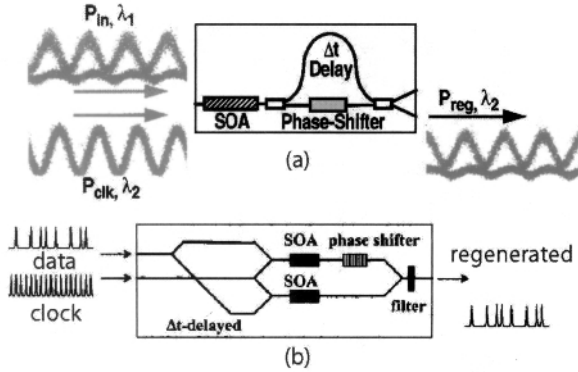 P_in, λ_1
P_clk, λ_2
Δt
Delay
SOA
Phase-Shifter
P_reg, λ_2
(a)
data
clock
SOA
phase shifter
SOA
Δt-delayed
filter
regenerated
(b)